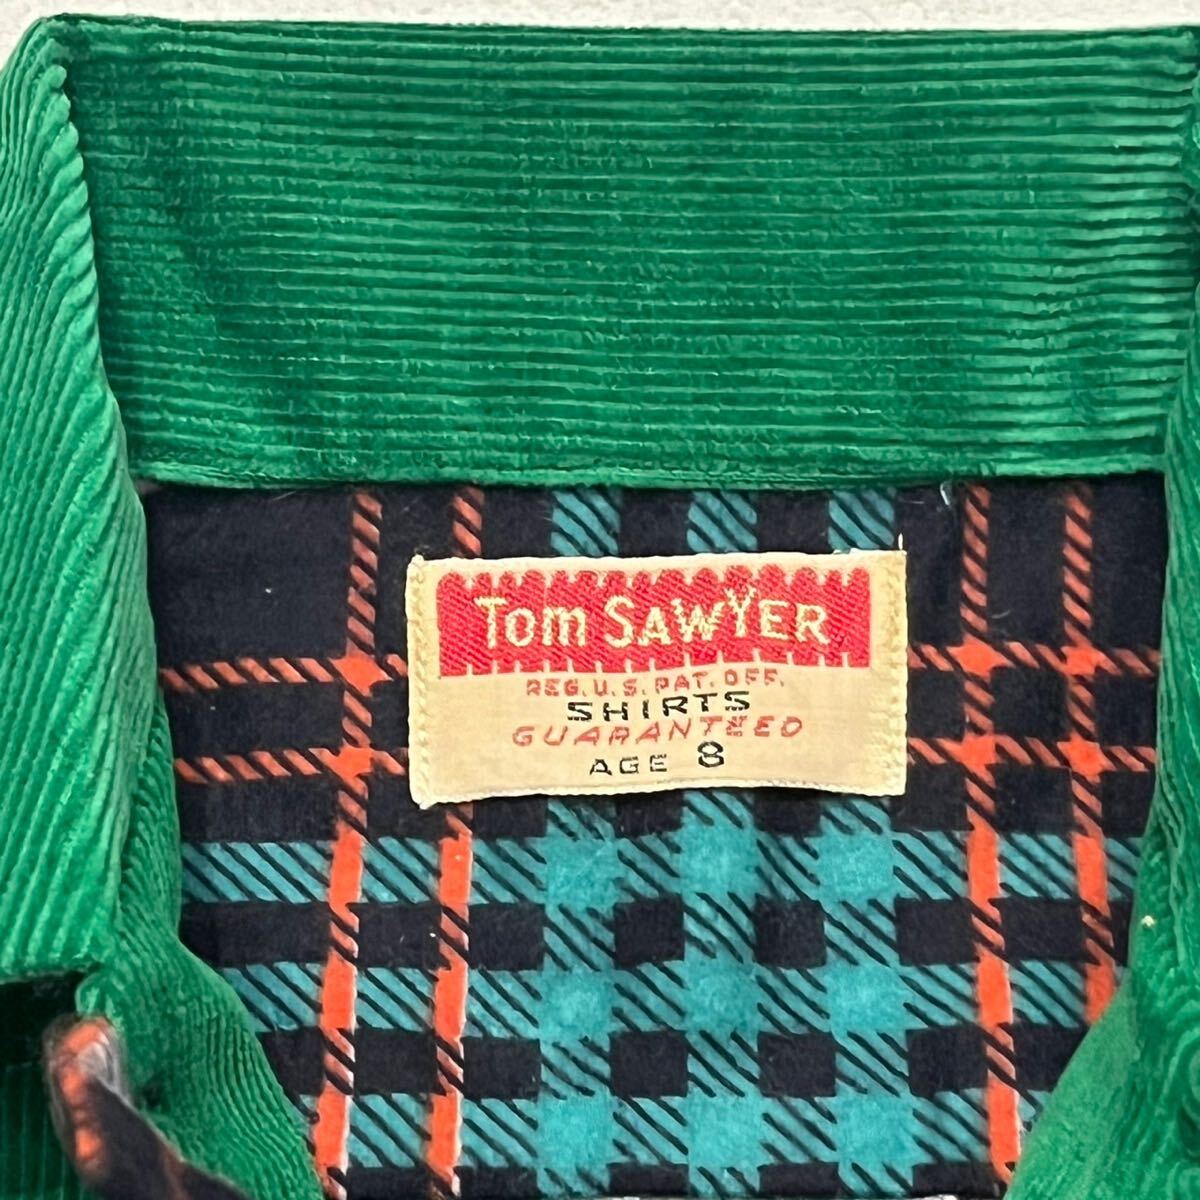 Tom SAWYER
REG. U.S. PAT. OFF.
SHIRTS
GUARANTEED
AGE 8